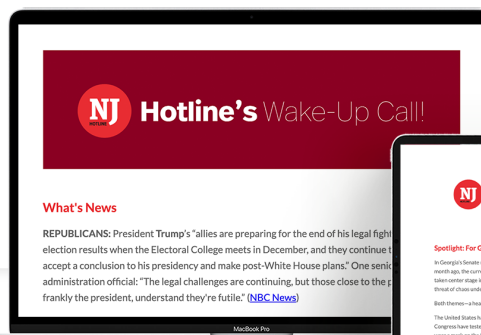 NJ
HOTLINE
Hotline's Wake-Up Call!
What's News
REPUBLICANS: President Trump's "allies are preparing for the end of his legal fight
election results when the Electoral College meets in December, and they continue t
accept a conclusion to his presidency and make post-White House plans." One senio
administration official: "The legal challenges are continuing, but those close to the p
frankly the president, understand they're futile." (NBC News)
MacBook Pro
NJ
Spotlight: For G
In Georgia's Senate
month ago, the curr
taken center stage i
threat of chaos unde
Both themes—a hea
The United States h
Congress have teste